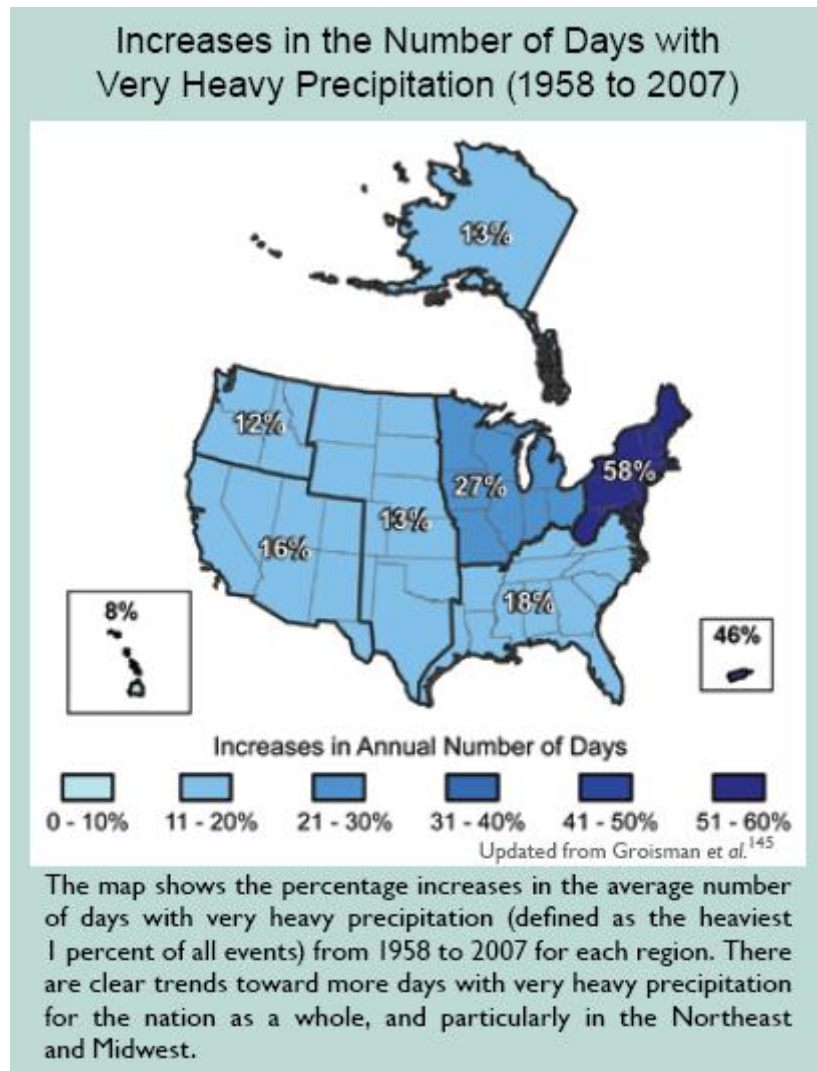 Increases in the Number of Days with
Very Heavy Precipitation (1958 to 2007)
13%
12%
58%
27%
13%
16%
18%
8%
46%
Increases in Annual Number of Days
0 - 10% 11 - 20% 21 - 30% 31 - 40% 41 - 50% 51 - 60%
Updated from Groisman et al.145
The map shows the percentage increases in the average number
of days with very heavy precipitation (defined as the heaviest
1 percent of all events) from 1958 to 2007 for each region. There
are clear trends toward more days with very heavy precipitation
for the nation as a whole, and particularly in the Northeast
and Midwest.